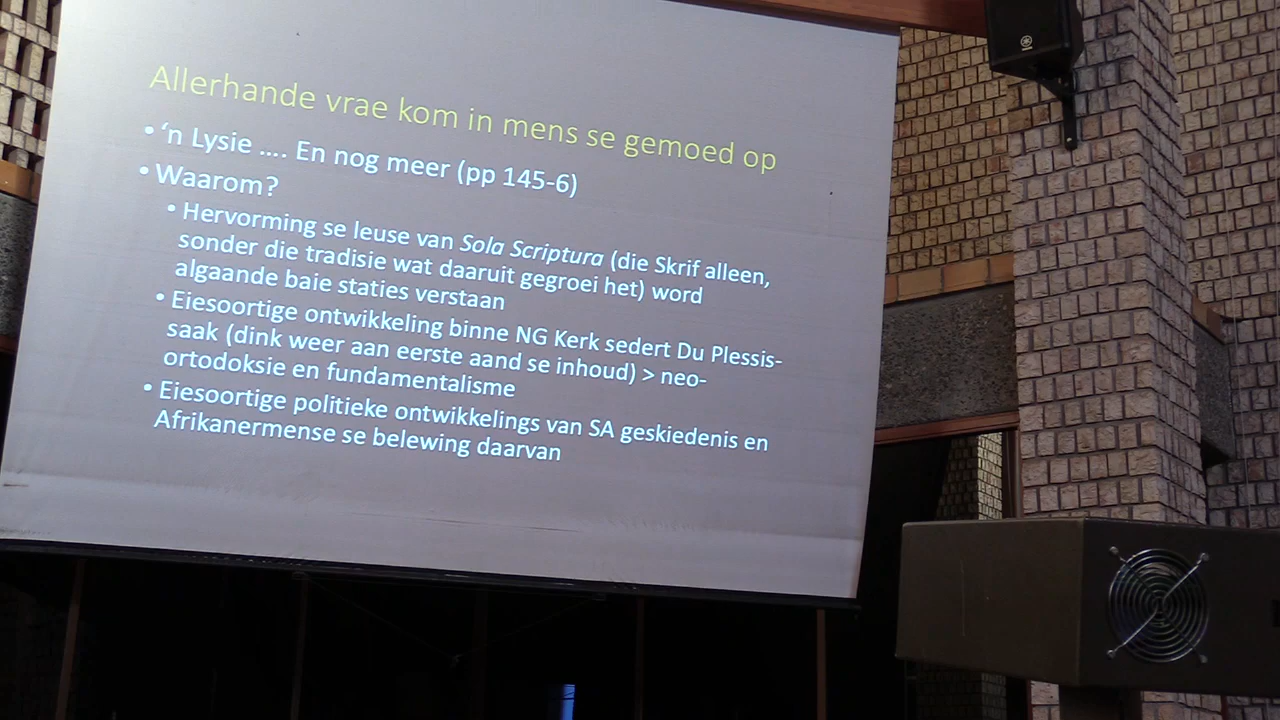 Allerhande vrae kom in mens se gemoed op
• ‘n Lysie .... En nog meer (pp 145-6)
• Waarom?
• Hervorming se leuse van Sola Scriptura (die Skrif alleen,
sonder die tradisie wat daaruit gegroei het) word
algaande baie staties verstaan
• Eiesoortige ontwikkeling binne NG Kerk sedert Du Plessis-
saak (dink weer aan eerste aand se inhoud) > neo-
ortodoksie en fundamentalisme
• Eiesoortige politieke ontwikkelings van SA geskiedenis en
Afrikanermense se belewing daarvan